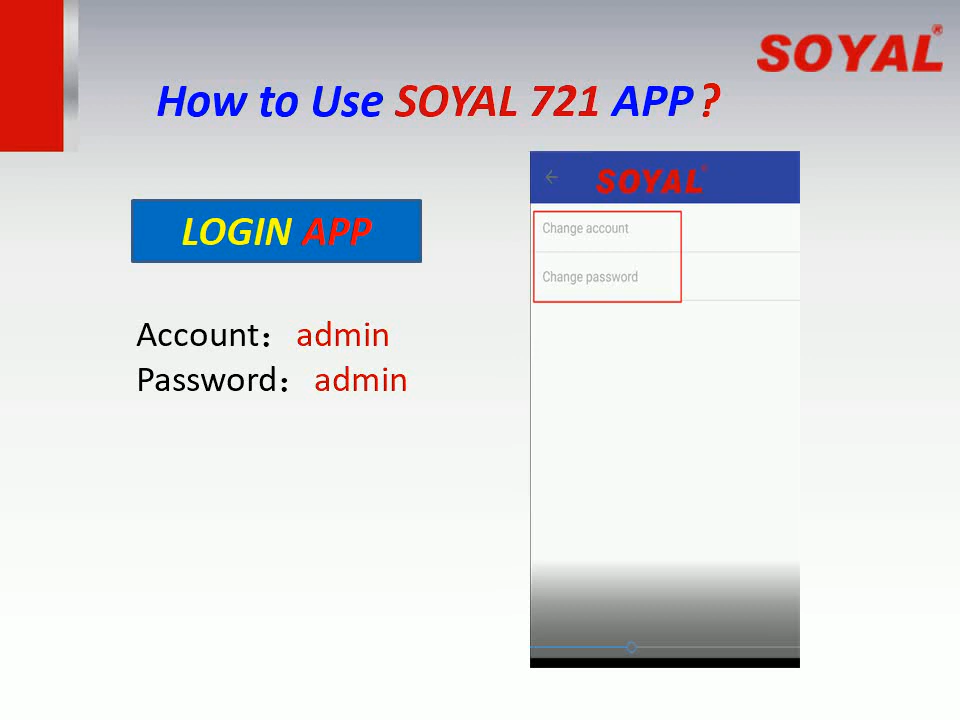 SOYAL®
How to Use SOYAL 721 APP?
LOGIN APP
Account：admin
Password：admin
SOYAL®
Change account
Change password